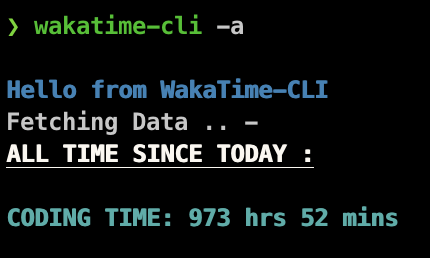 ❯ wakatime-cli -a
Hello from WakaTime-CLI
Fetching Data .. -
ALL TIME SINCE TODAY :
CODING TIME: 973 hrs 52 mins